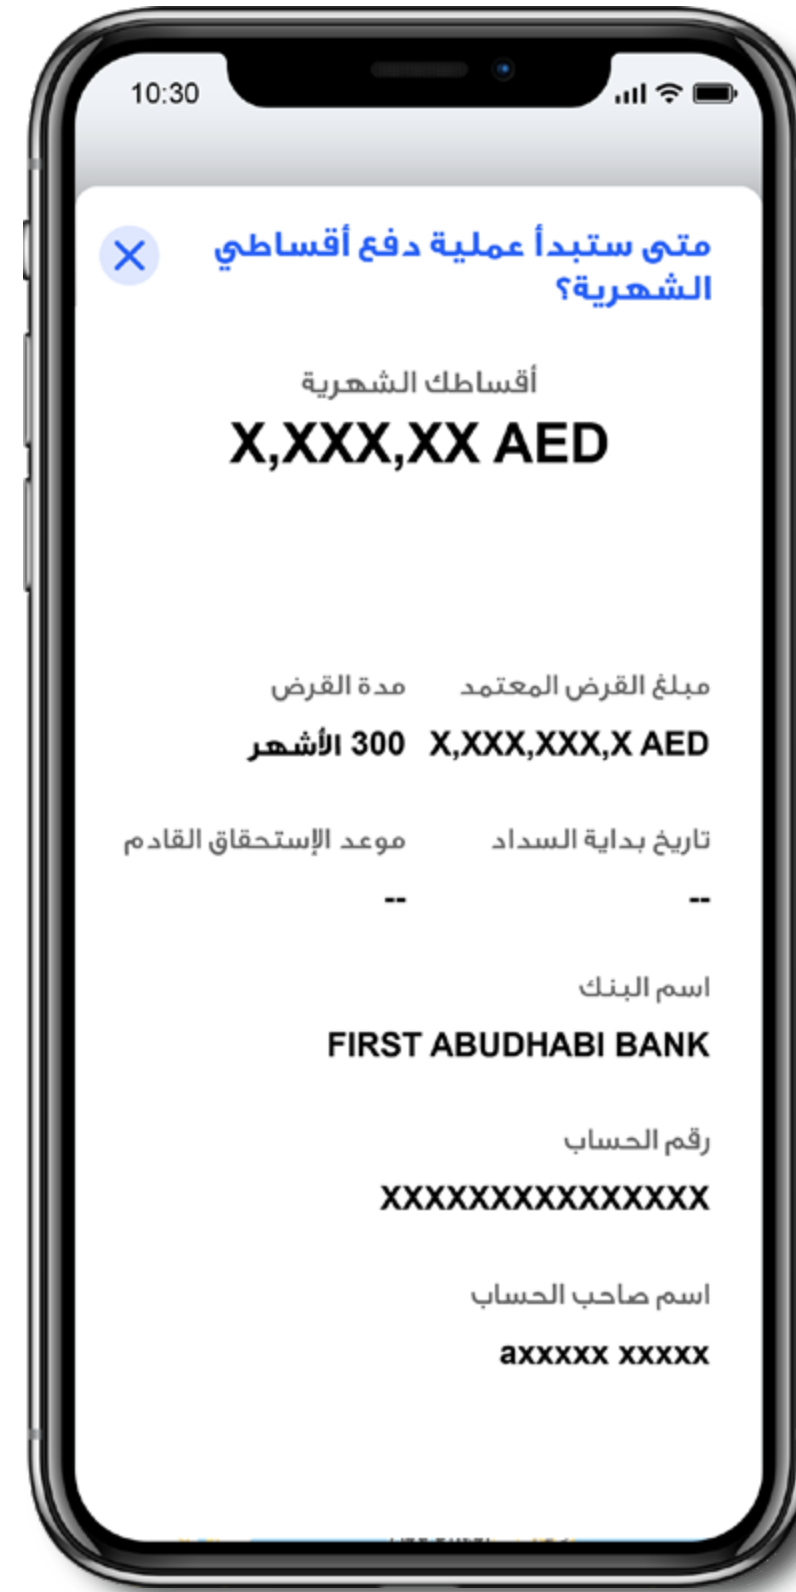 10:30
متى ستبدأ عملية دفع أقساطي
الشهرية؟
أقساطك الشهرية
X,XXX,XX AED
مبلغ القرض المعتمد مدة القرض
X,XXX,XXX,X AED 300 الأشهر
تاريخ بداية السداد موعد الإستحقاق القادم
-- --
اسم البنك
FIRST ABUDHABI BANK
رقم الحساب
XXXXXXXXXXXXXXX
اسم صاحب الحساب
axxxxx xxxxx